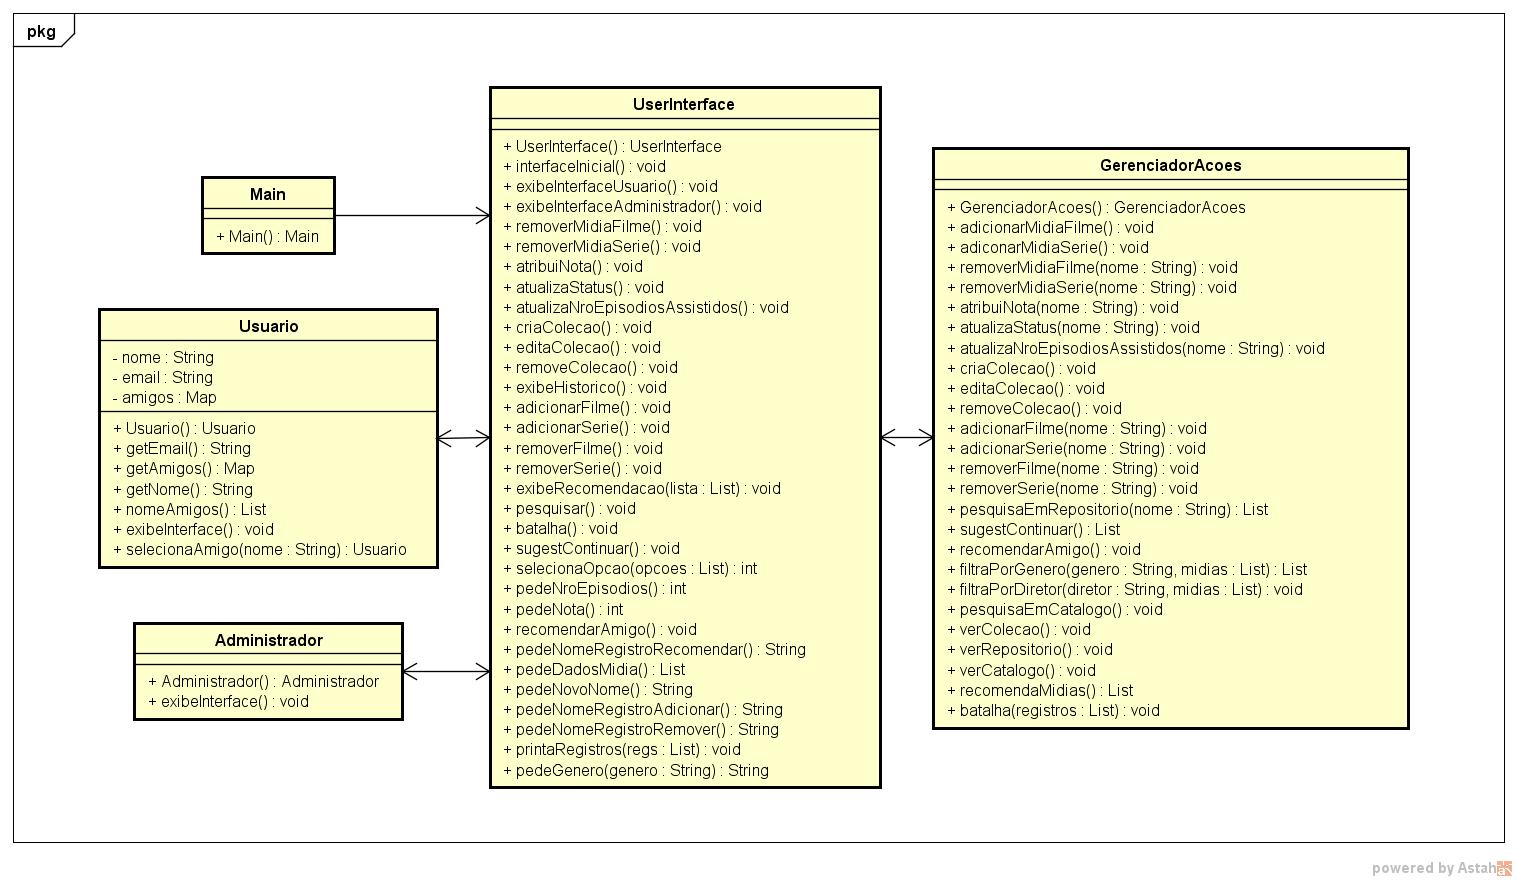 pkg
Main
+ Main() : Main
Usuario
- nome : String
- email : String
- amigos : Map
+ Usuario() : Usuario
+ getEmail() : String
+ getAmigos() : Map
+ getNome() : String
+ nomeAmigos() : List
+ exibeInterface() : void
+ selecionaAmigo(nome : String) : Usuario
Administrador
+ Administrador() : Administrador
+ exibeInterface() : void
UserInterface
+ UserInterface() : UserInterface
+ interfaceInicial() : void
+ exibeInterfaceUsuario() : void
+ exibeInterfaceAdministrador() : void
+ removerMidiaFilme() : void
+ removerMidiaSerie() : void
+ atribuiNota() : void
+ atualizaStatus() : void
+ atualizaNroEpisodiosAssistidos() : void
+ criaColecao() : void
+ editaColecao() : void
+ removeColecao() : void
+ exibeHistorico() : void
+ adicionarFilme() : void
+ adicionarSerie() : void
+ removerFilme() : void
+ removerSerie() : void
+ exibeRecomendacao(lista : List) : void
+ pesquisar() : void
+ batalha() : void
+ sugestContinuar() : void
+ selecionaOpcao(opcoes : List) : int
+ pedeNroEpisodios() : int
+ pedeNota() : int
+ recomendarAmigo() : void
+ pedeNomeRegistroRecomendar() : String
+ pedeDadosMidia() : List
+ pedeNovoNome() : String
+ pedeNomeRegistroAdicionar() : String
+ pedeNomeRegistroRemover() : String
+ printaRegistros(regs : List) : void
+ pedeGenero(genero : String) : String
GerenciadorAcoes
+ GerenciadorAcoes() : GerenciadorAcoes
+ adicionarMidiaFilme() : void
+ adiconarMidiaSerie() : void
+ removerMidiaFilme(nome : String) : void
+ removerMidiaSerie(nome : String) : void
+ atribuiNota(nome : String) : void
+ atualizaStatus(nome : String) : void
+ atualizaNroEpisodiosAssistidos(nome : String) : void
+ criaColecao() : void
+ editaColecao() : void
+ removeColecao() : void
+ adicionarFilme(nome : String) : void
+ adicionarSerie(nome : String) : void
+ removerFilme(nome : String) : void
+ removerSerie(nome : String) : void
+ pesquisaEmRepositorio(nome : String) : List
+ sugestContinuar() : List
+ recomendarAmigo() : void
+ filtraPorGenero(genero : String, midias : List) : List
+ filtraPorDiretor(diretor : String, midias : List) : void
+ pesquisaEmCatalogo() : void
+ verColecao() : void
+ verRepositorio() : void
+ verCatalogo() : void
+ recomendaMidias() : List
+ batalha(registros : List) : void
powered by Astah